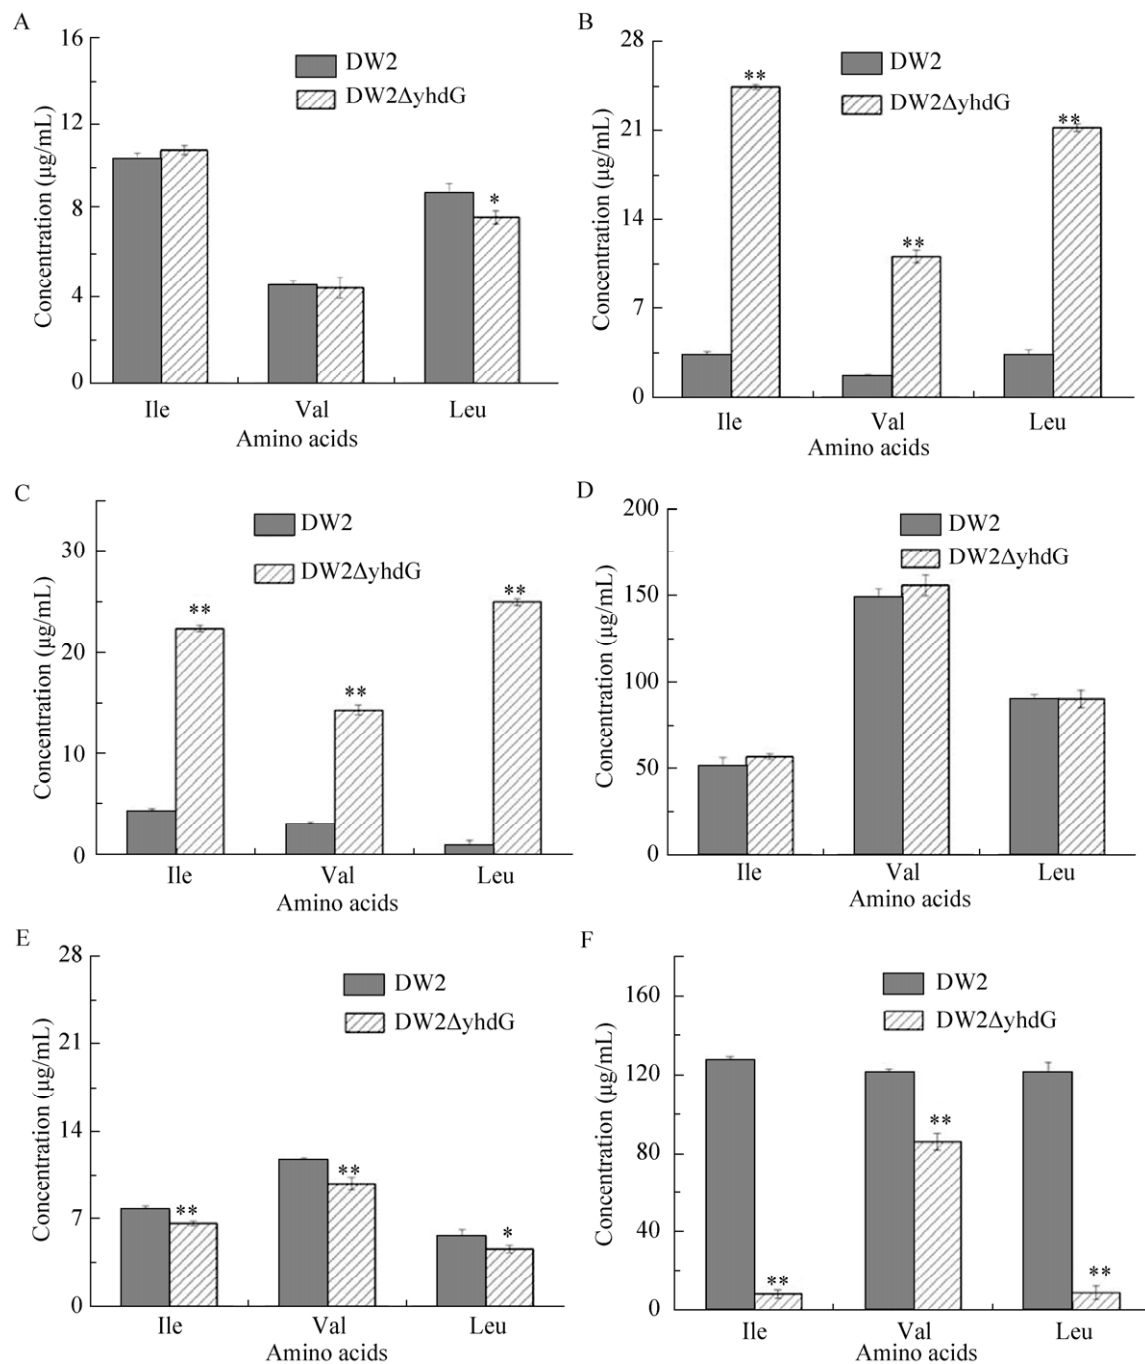 A
16
12
8
4
0
Concentration (μg/mL)
DW2
DW2ΔyhdG
*
Ile Val Leu
Amino acids
B
28
21
14
7
0
Concentration (μg/mL)
DW2
DW2ΔyhdG
**
**
**
Ile Val Leu
Amino acids
C
30
20
10
0
Concentration (μg/mL)
DW2
DW2ΔyhdG
**
**
**
Ile Val Leu
Amino acids
D
200
150
100
50
0
Concentration (μg/mL)
DW2
DW2ΔyhdG
Ile Val Leu
Amino acids
E
28
21
14
7
0
Concentration (μg/mL)
DW2
DW2ΔyhdG
**
**
*
Ile Val Leu
Amino acids
F
160
120
80
40
0
Concentration (μg/mL)
DW2
DW2ΔyhdG
**
**
**
Ile Val Leu
Amino acids